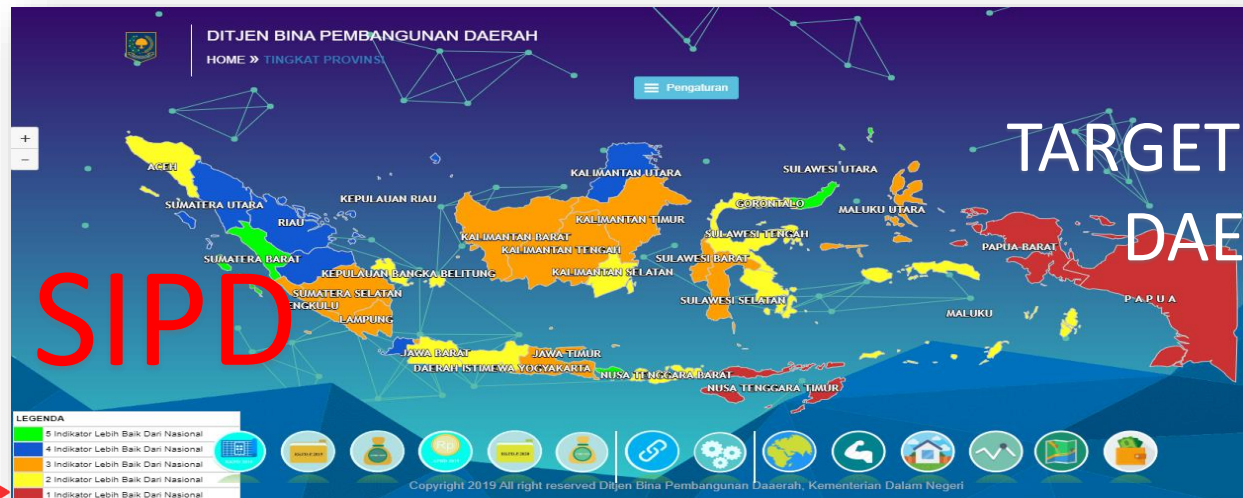 DITJEN BINA PEMBANGUNAN DAERAH
HOME » TINGKAT PROVINSI
Pengaturan
+
−
TARGET
DAE
SIPD
ACEH
SUMATERA UTARA
RIAU
KEPULAUAN RIAU
SUMATERA BARAT
KEPULAUAN BANGKA BELITUNG
SUMATERA SELATAN
ENGKULU
LAMPUNG
JAWA BARAT
JAWA TIMUR
DAERAH ISTIMEWA YOGYAKARTA
KALIMANTAN UTARA
KALIMANTAN TIMUR
KALIMANTAN BARAT
KALIMANTAN TENGAH
KALIMANTAN SELATAN
SULAWESI UTARA
GORONTALO
MALUKU UTARA
SULAWESI TENGAH
SULAWESI BARAT
SULAWESI SELATAN
PAPUA BARAT
PAPUA
MALUKU
NUSA TENGGARA BARAT
NUSA TENGGARA TIMUR
LEGENDA
5 Indikator Lebih Baik Dari Nasional
4 Indikator Lebih Baik Dari Nasional
3 Indikator Lebih Baik Dari Nasional
2 Indikator Lebih Baik Dari Nasional
1 Indikator Lebih Baik Dari Nasional
Rp
Copyright 2019 All right reserved Ditjen Bina Pembangunan Daaerah, Kementerian Dalam Negeri